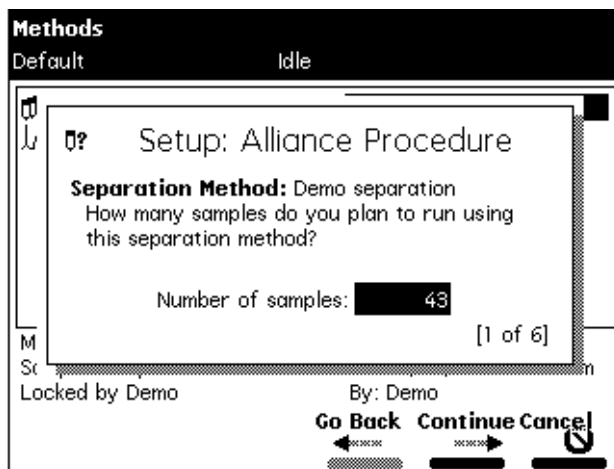 Methods
Default Idle
Setup: Alliance Procedure
Separation Method: Demo separation
How many samples do you plan to run using
this separation method?
Number of samples: 43
[1 of 6]
Locked by Demo By: Demo
Go Back Continue Cancel